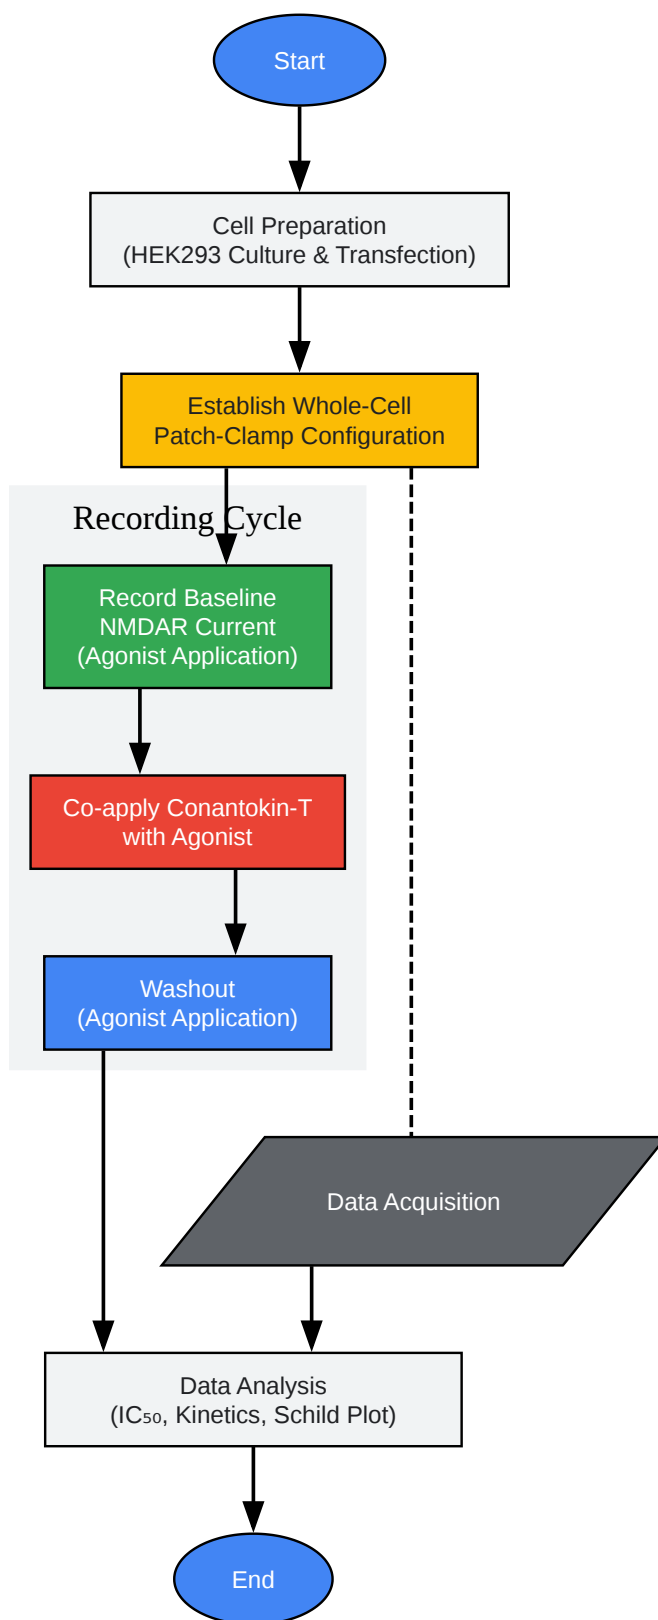 Start
Cell Preparation
(HEK293 Culture & Transfection)
Establish Whole-Cell
Patch-Clamp Configuration
Recording Cycle
Record Baseline
NMDAR Current
(Agonist Application)
Co-apply Conantokin-T
with Agonist
Washout
(Agonist Application)
Data Acquisition
Data Analysis
(IC₅₀, Kinetics, Schild Plot)
End